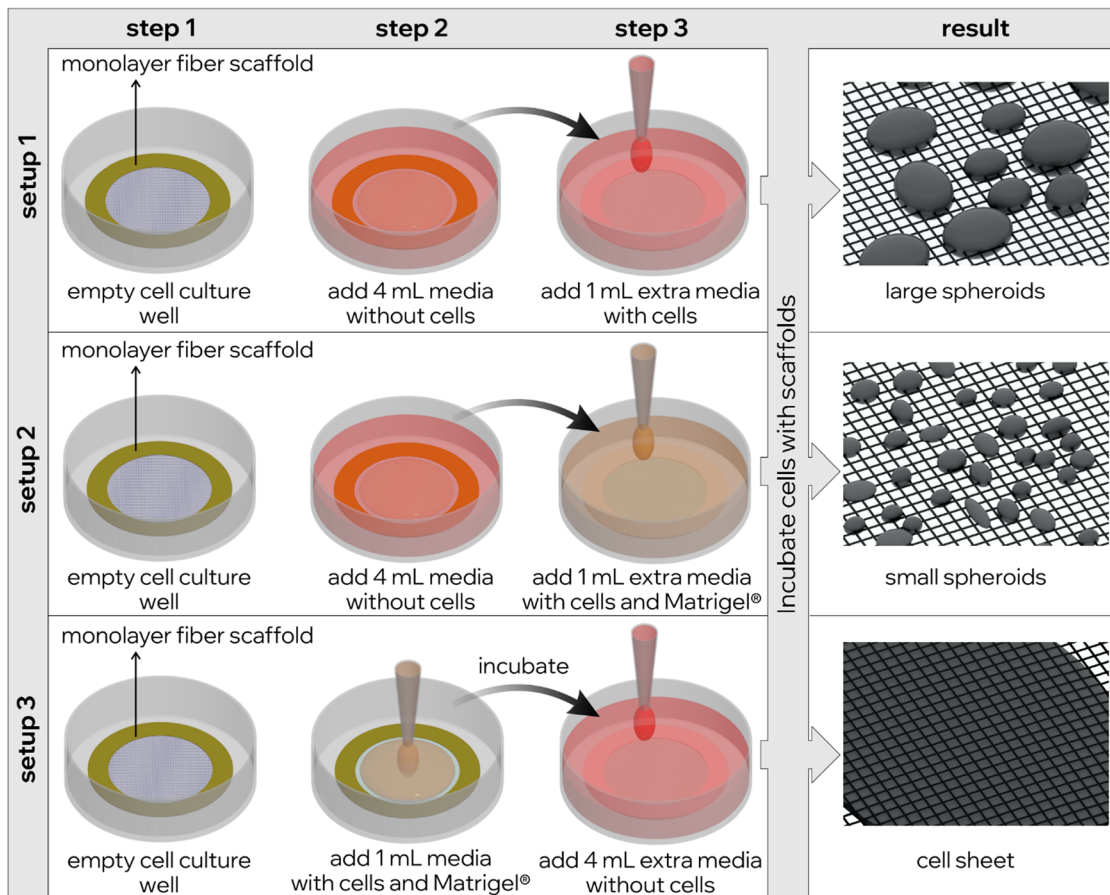 step 1
step 2
step 3
result
setup 1
monolayer fiber scaffold
empty cell culture
well
add 4 mL media
without cells
add 1 mL extra media
with cells
large spheroids
setup 2
monolayer fiber scaffold
empty cell culture
well
add 4 mL media
without cells
add 1 mL extra media
with cells and Matrigel®
small spheroids
setup 3
monolayer fiber scaffold
incubate
empty cell culture
well
add 1 mL media
with cells and Matrigel®
add 4 mL extra media
without cells
cell sheet
Incubate cells with scaffolds